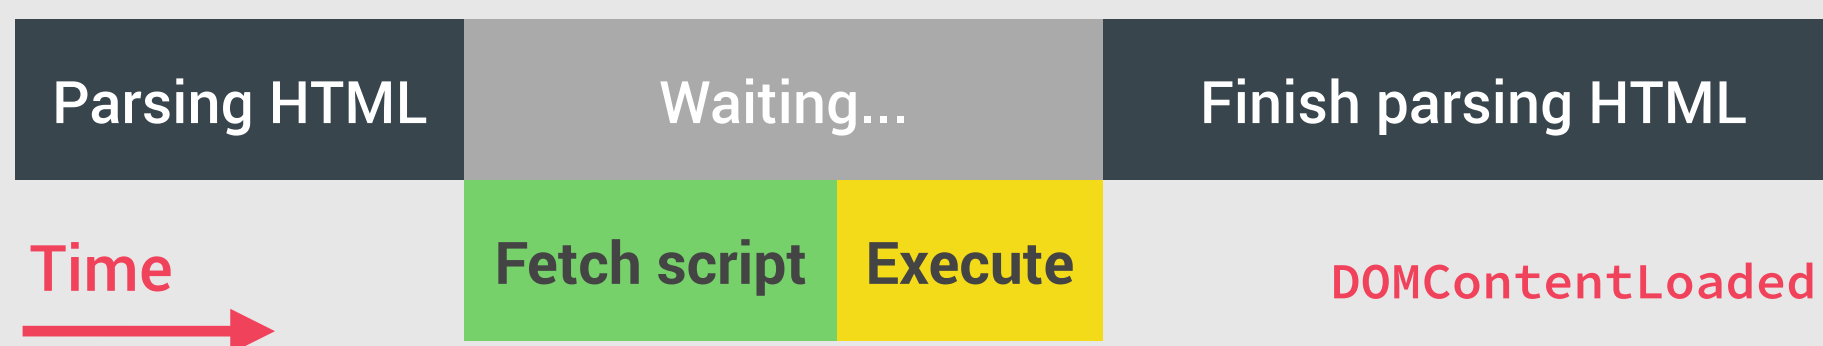 Parsing HTML
Waiting...
Finish parsing HTML
Time
Fetch script
Execute
DOMContentLoaded